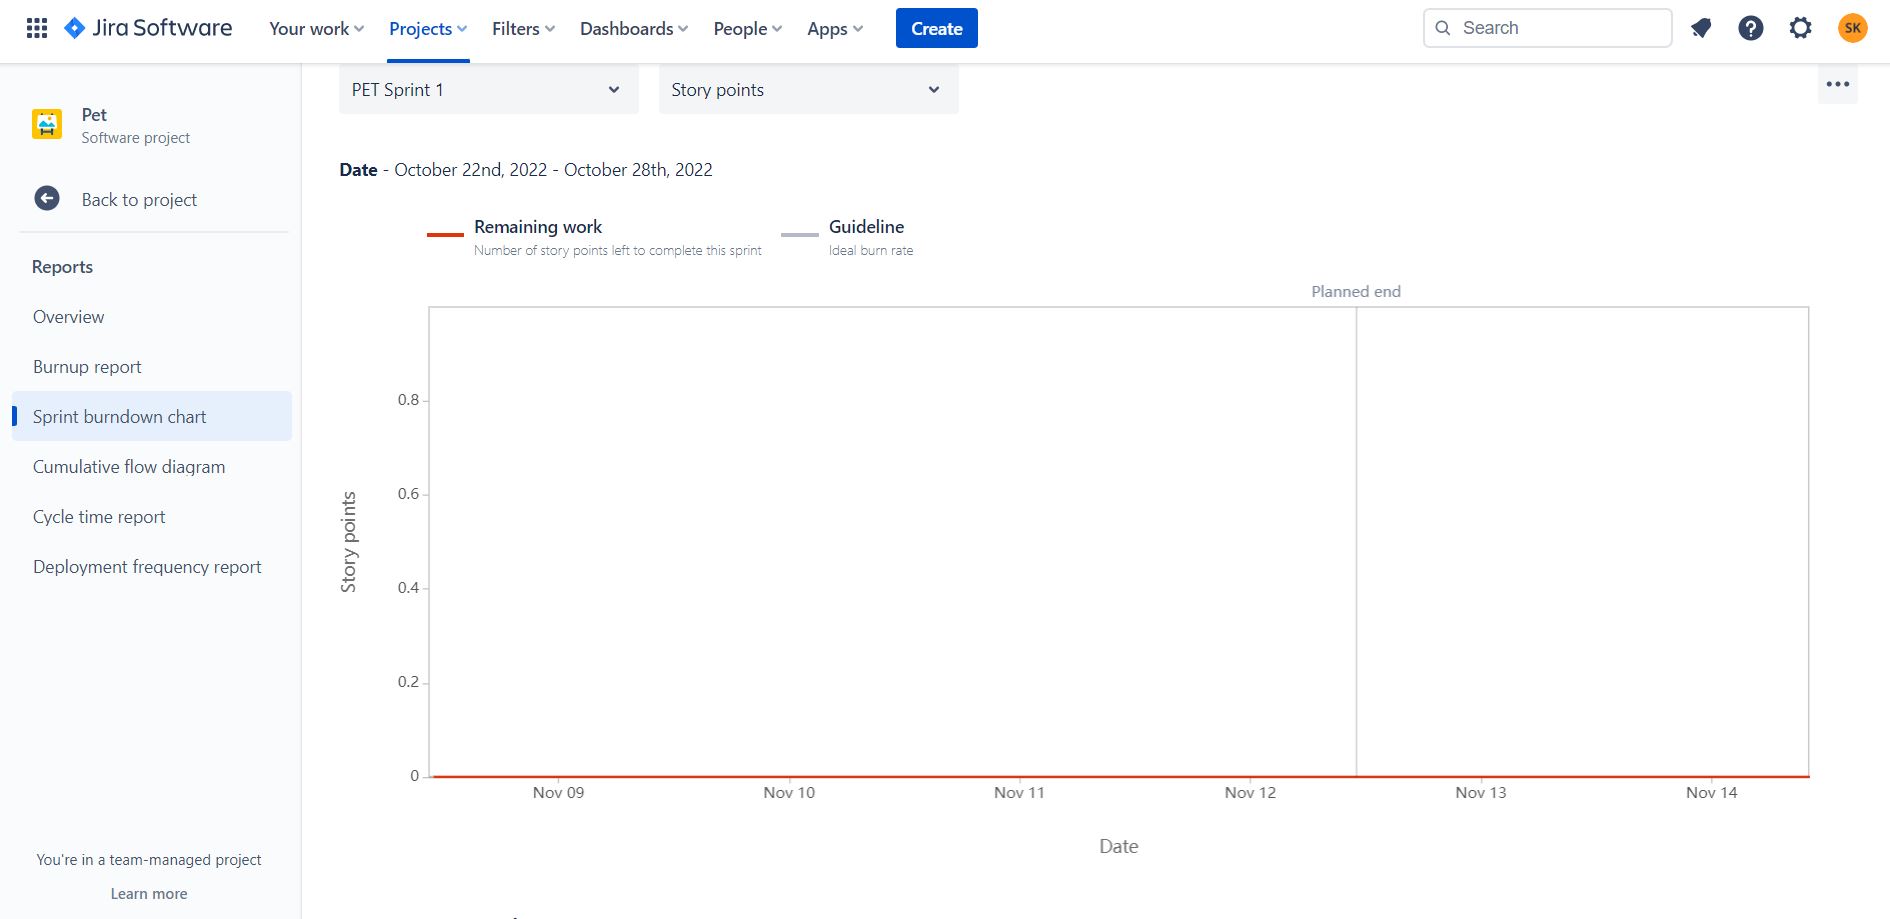 Jira Software
Your work
Projects
Filters
Dashboards
People
Apps
Create
Search
SK
Pet
Software project
Back to project
Reports
Overview
Burnup report
Sprint burndown chart
Cumulative flow diagram
Cycle time report
Deployment frequency report
You're in a team-managed project
Learn more
PET Sprint 1
Story points
Date - October 22nd, 2022 - October 28th, 2022
Remaining work
Number of story points left to complete this sprint
Guideline
Ideal burn rate
Planned end
0.8
0.6
0.4
0.2
0
Story points
Nov 09
Nov 10
Nov 11
Nov 12
Nov 13
Nov 14
Date